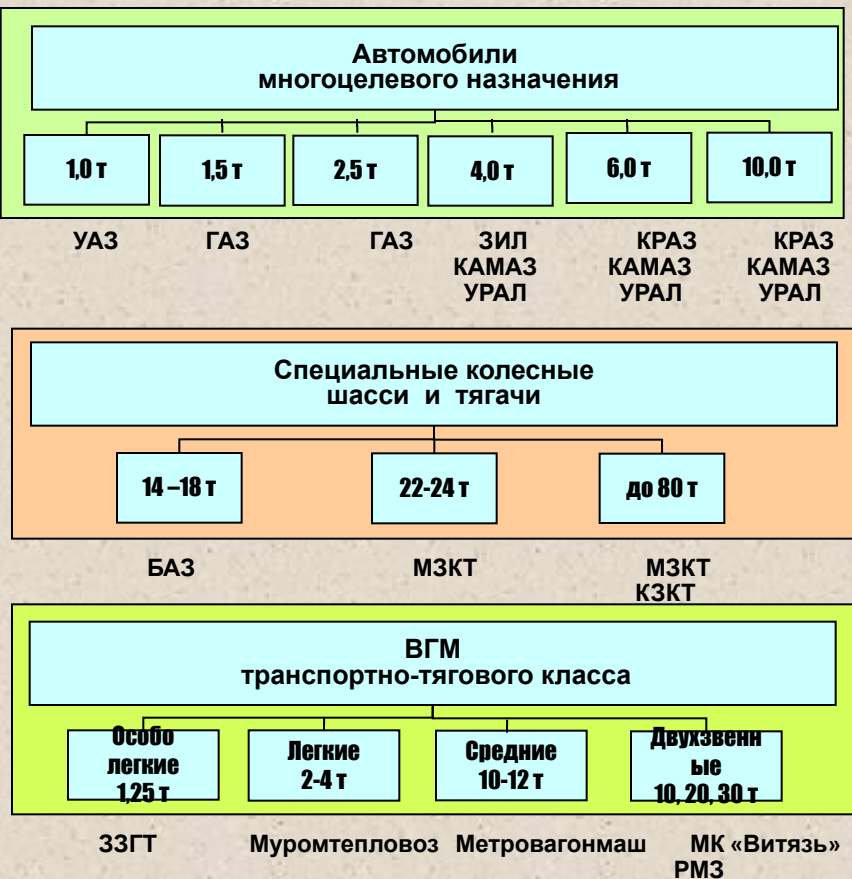 Автомобили
многоцелевого назначения
1,0 т 1,5 т 2,5 т 4,0 т 6,0 т 10,0 т
УАЗ ГАЗ ГАЗ ЗИЛ КРАЗ КРАЗ
КАМАЗ КАМАЗ КАМАЗ
УРАЛ УРАЛ УРАЛ
Специальные колесные
шасси и тягачи
14 –18 т 22-24 т до 80 т
БАЗ МЗКТ МЗКТ
КЗКТ
ВГМ
транспортно-тягового класса
Особо
легкие
1,25 т
Легкие
2-4 т
Средние
10-12 т
Двухзвенн
ые
10, 20, 30 т
ЗЗГТ Муромтепловоз Метровагонмаш МК «Витязь»
РМЗ